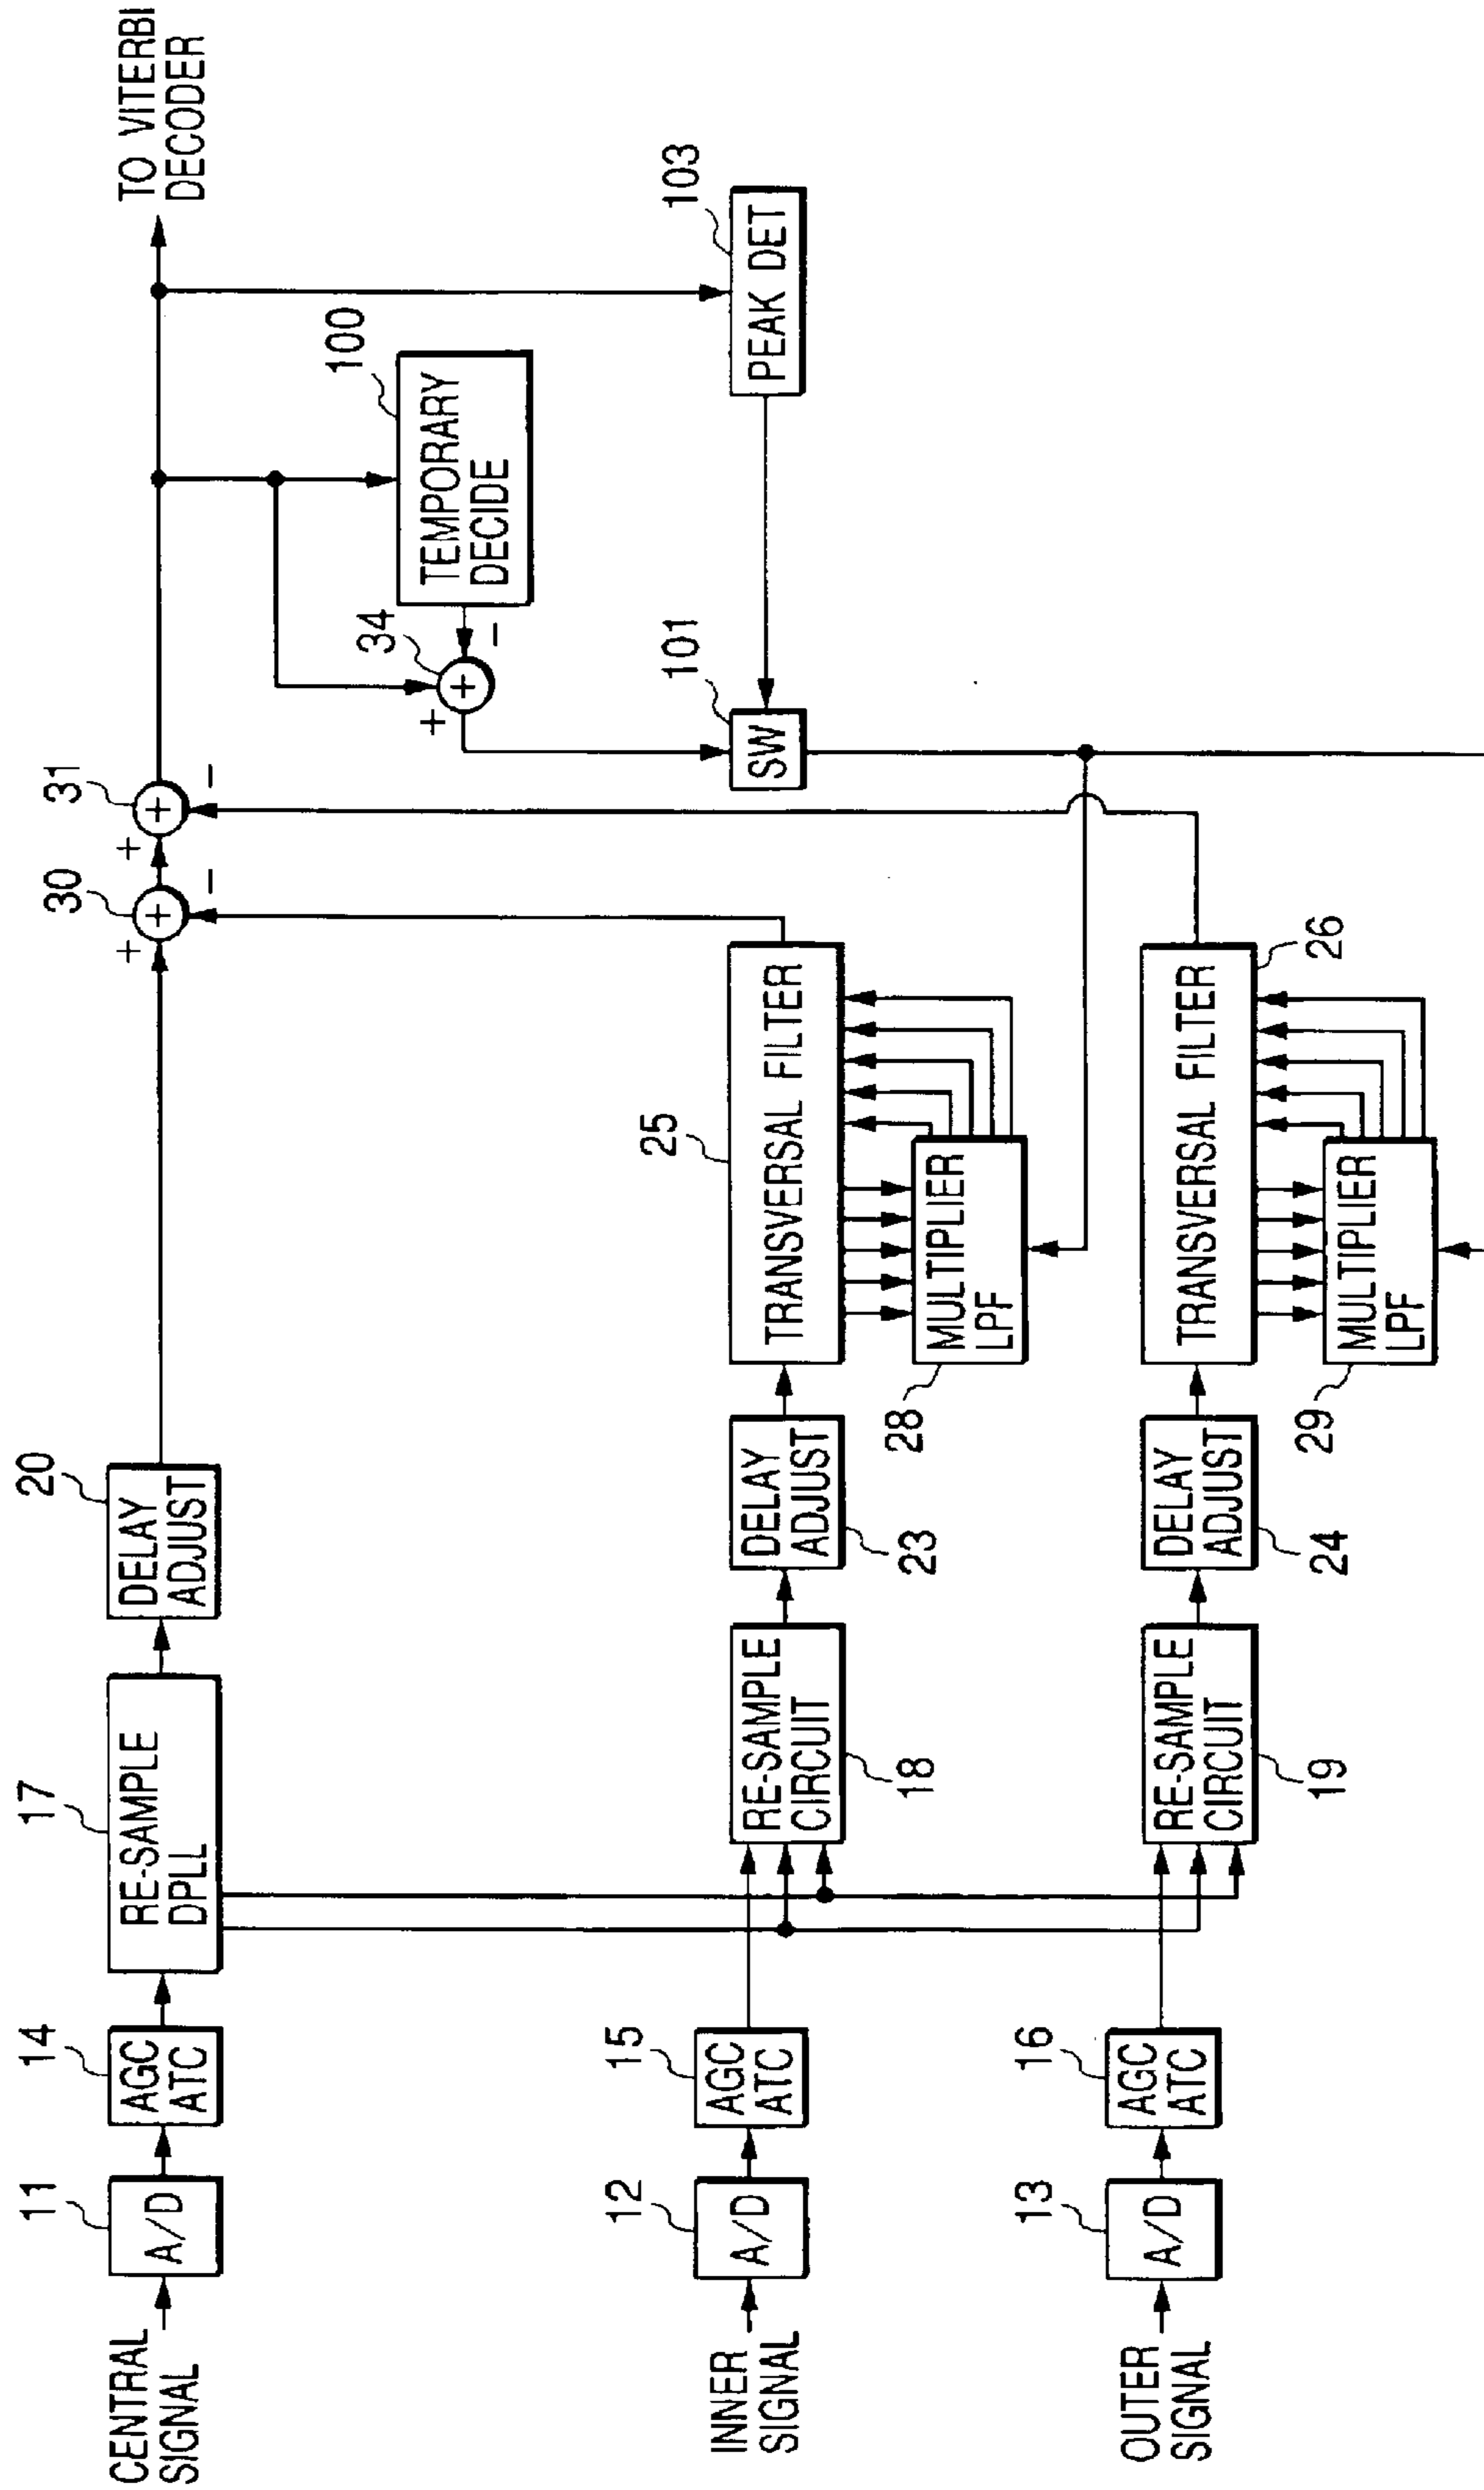 CENTRAL
SIGNAL
11
A/D
14
AGC
ATC
17
RE-SAMPLE
DPLL
20
DELAY
ADJUST
30
+
+
-
31
+
+
-
TO VITERBI
DECODER
100
TEMPORARY
DECIDE
34
+
+
-
101
SW
103
PEAK DET
INNER
SIGNAL
12
A/D
15
AGC
ATC
RE-SAMPLE
CIRCUIT
18
DELAY
ADJUST
23
25
TRANSVERSAL FILTER
MULTIPLIER
LPF
28
OUTER
SIGNAL
13
A/D
16
AGC
ATC
RE-SAMPLE
CIRCUIT
19
DELAY
ADJUST
24
TRANSVERSAL FILTER
26
MULTIPLIER
LPF
29